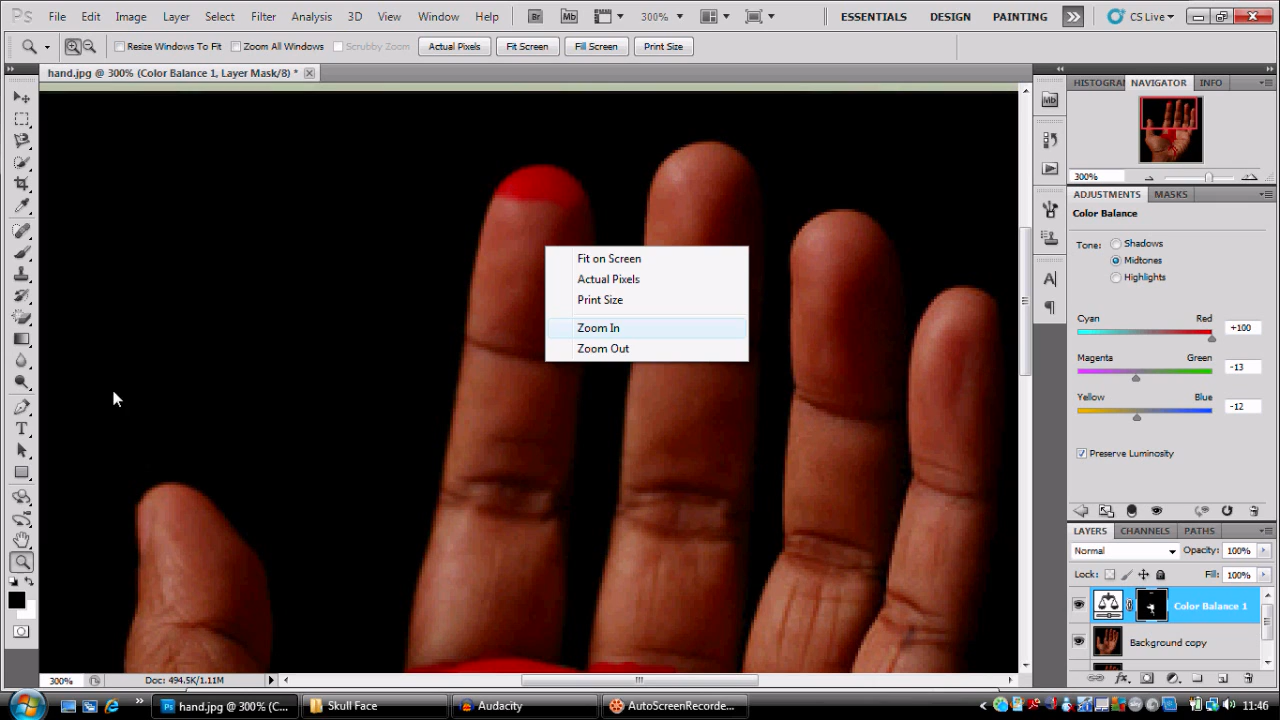 Ps File Edit Image Layer Select Filter Analysis 3D View Window Help Br Mb 300% ESSENTIALS DESIGN PAINTING CS Live
Resize Windows To Fit Zoom All Windows Scrubby Zoom Actual Pixels Fit Screen Fill Screen Print Size
hand.jpg @ 300% (Color Balance 1, Layer Mask/8) *
HISTOGRAM NAVIGATOR INFO
Mb
300%
ADJUSTMENTS MASKS
Color Balance
Tone: Shadows
Midtones
Highlights
Fit on Screen
Actual Pixels
Print Size
Zoom In
Zoom Out
Cyan Red
+100
Magenta Green
-13
Yellow Blue
-12
Preserve Luminosity
LAYERS CHANNELS PATHS
Normal Opacity: 100%
Lock: Fill: 100%
Color Balance 1
Background copy
300% Doc: 494.5K/1.11M
hand.jpg @ 300% (C... Skull Face Audacity AutoScreenRecorde... 11:46